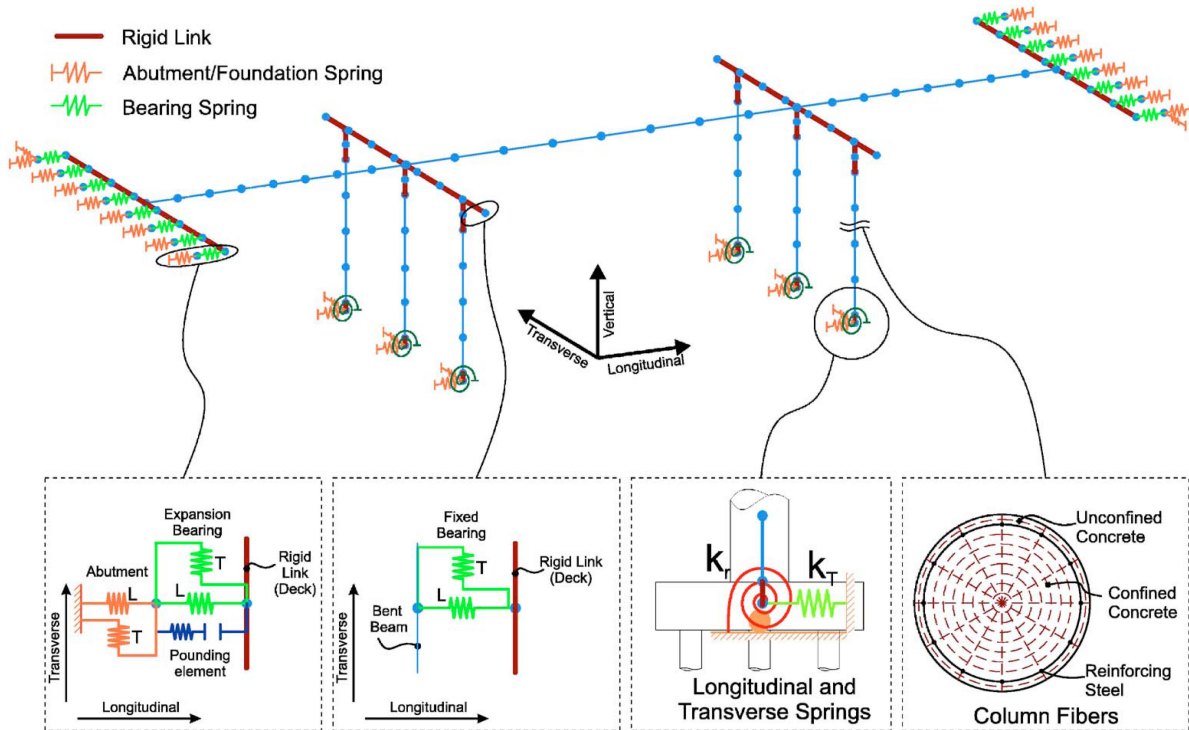 Rigid Link
Abutment/Foundation Spring
Bearing Spring
Vertical
Transverse
Longitudinal
Expansion
Bearing
T
Rigid
Link
(Deck)
Abutment
L
L
T
Pounding
element
Transverse
Longitudinal
Fixed
Bearing
T
Rigid Link
(Deck)
L
Bent
Beam
Transverse
Longitudinal
kr
kT
Longitudinal and
Transverse Springs
Unconfined
Concrete
Confined
Concrete
Reinforcing
Steel
Column Fibers